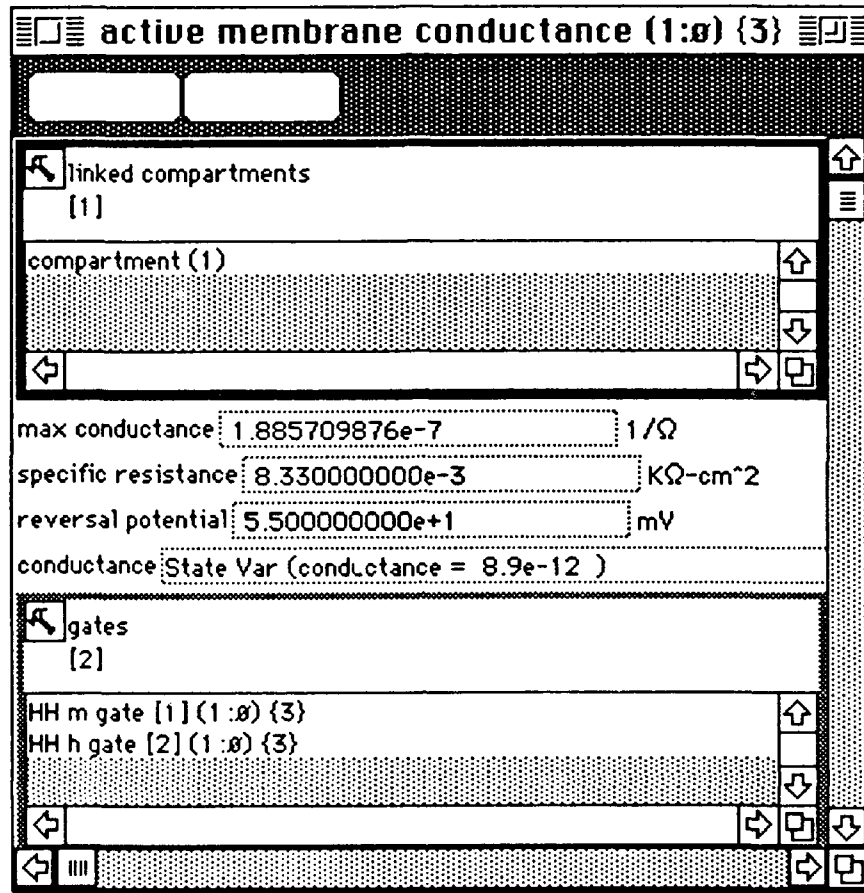 active membrane conductance (1:ø) {3}
linked compartments
[1]
compartment (1)
max conductance 1.885709876e-7 1/Ω
specific resistance 8.330000000e-3 KΩ-cm^2
reversal potential 5.500000000e+1 mV
conductance State Var (conductance = 8.9e-12 )
gates
[2]
HH m gate [1] (1:ø) {3}
HH h gate [2] (1:ø) {3}